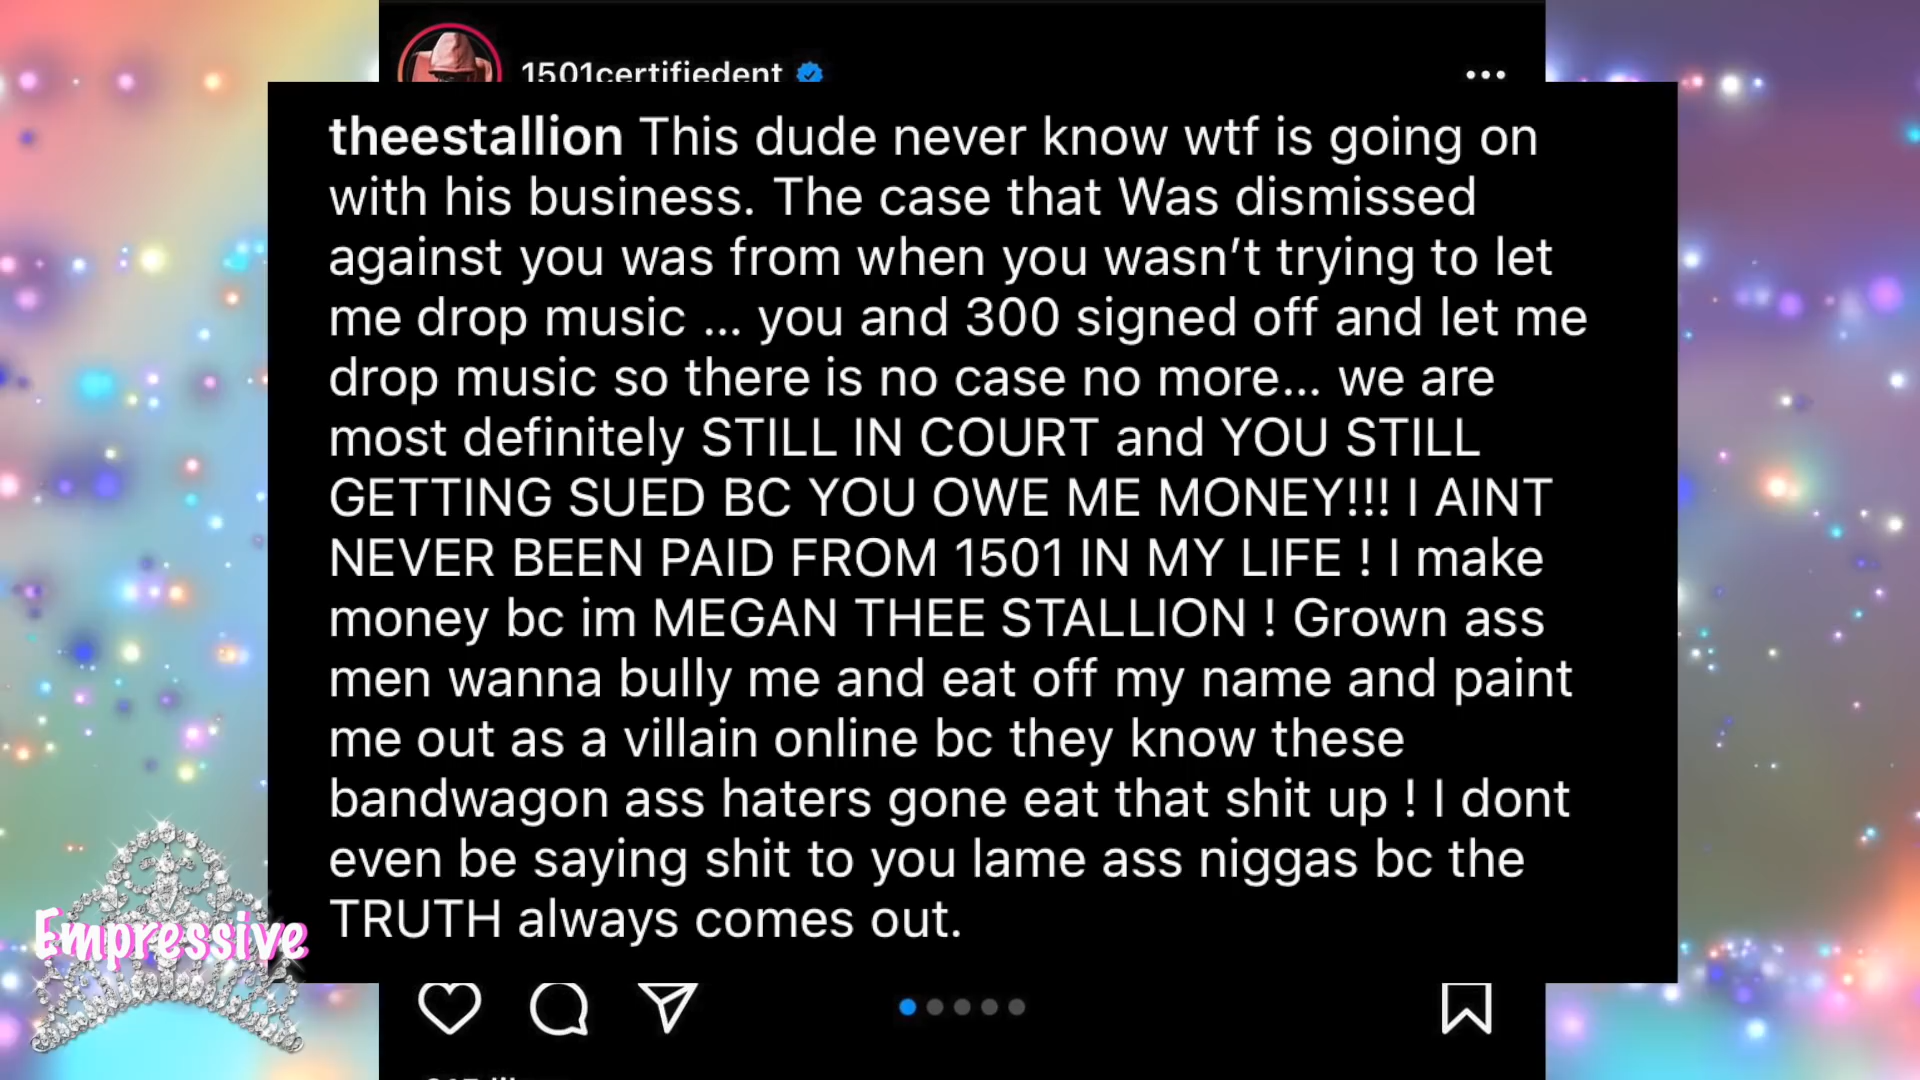 1501certifiedent
theestallion This dude never know wtf is going on
with his business. The case that Was dismissed
against you was from when you wasn’t trying to let
me drop music ... you and 300 signed off and let me
drop music so there is no case no more... we are
most definitely STILL IN COURT and YOU STILL
GETTING SUED BC YOU OWE ME MONEY!!! I AINT
NEVER BEEN PAID FROM 1501 IN MY LIFE ! I make
money bc im MEGAN THEE STALLION ! Grown ass
men wanna bully me and eat off my name and paint
me out as a villain online bc they know these
bandwagon ass haters gone eat that shit up ! I dont
even be saying shit to you lame ass niggas bc the
TRUTH always comes out.
Empressive